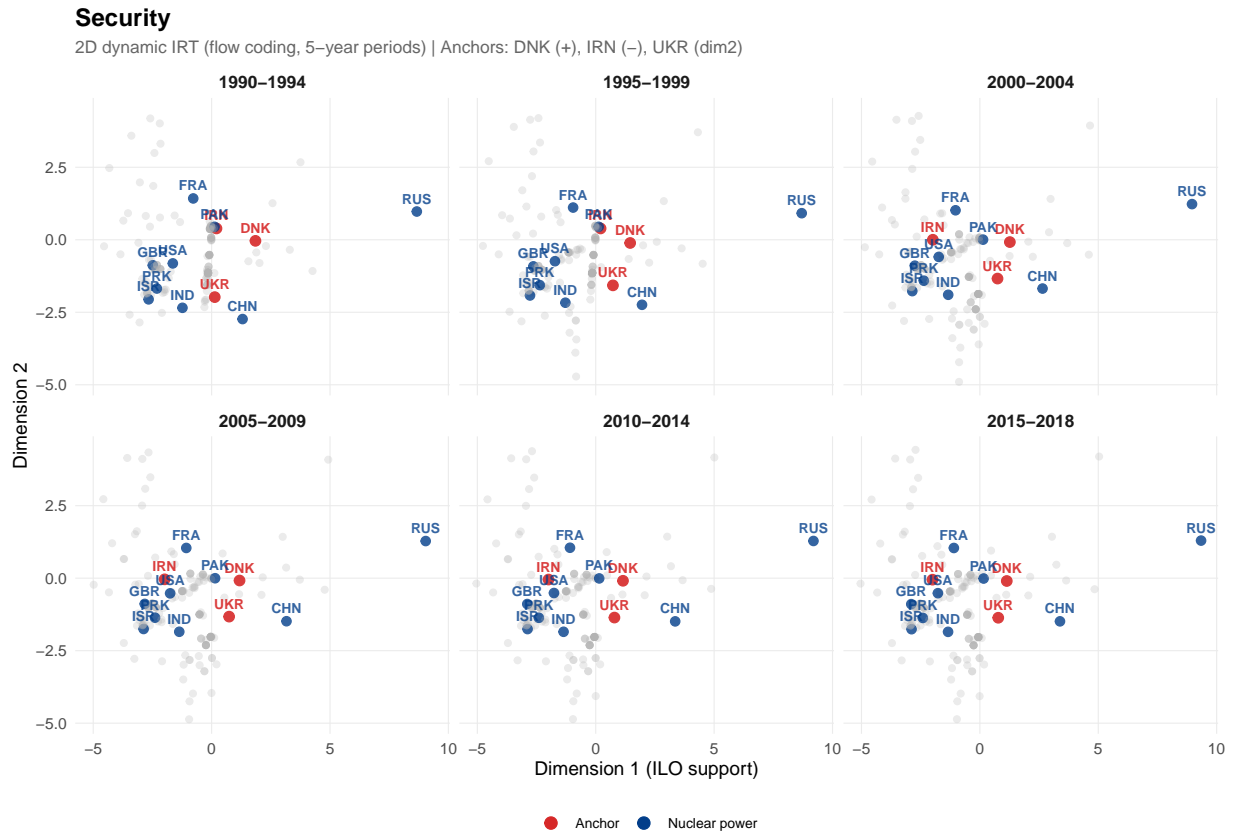 Security
2D dynamic IRT (flow coding, 5−year periods) | Anchors: DNK (+), IRN (−), UKR (dim2)
1990−1994
1995−1999
2000−2004
FRA
PAK
IRN
RUS
DNK
GBR
USA
PRK
ISR
IND
UKR
CHN
FRA
PAK
IRN
RUS
DNK
GBR
USA
PRK
ISR
IND
UKR
CHN
FRA
RUS
IRN
PAK
DNK
GBR
USA
PRK
ISR
IND
UKR
CHN
2.5
0.0
−2.5
−5.0
Dimension 2
2005−2009
2010−2014
2015−2018
FRA
RUS
IRN
PAK
DNK
USA
GBR
PRK
ISR
IND
UKR
CHN
FRA
RUS
IRN
PAK
DNK
USA
GBR
PRK
ISR
IND
UKR
CHN
FRA
RUS
IRN
PAK
DNK
USA
GBR
PRK
ISR
IND
UKR
CHN
2.5
0.0
−2.5
−5.0
−5 0 5 10
−5 0 5 10
−5 0 5 10
Dimension 1 (ILO support)
Anchor Nuclear power